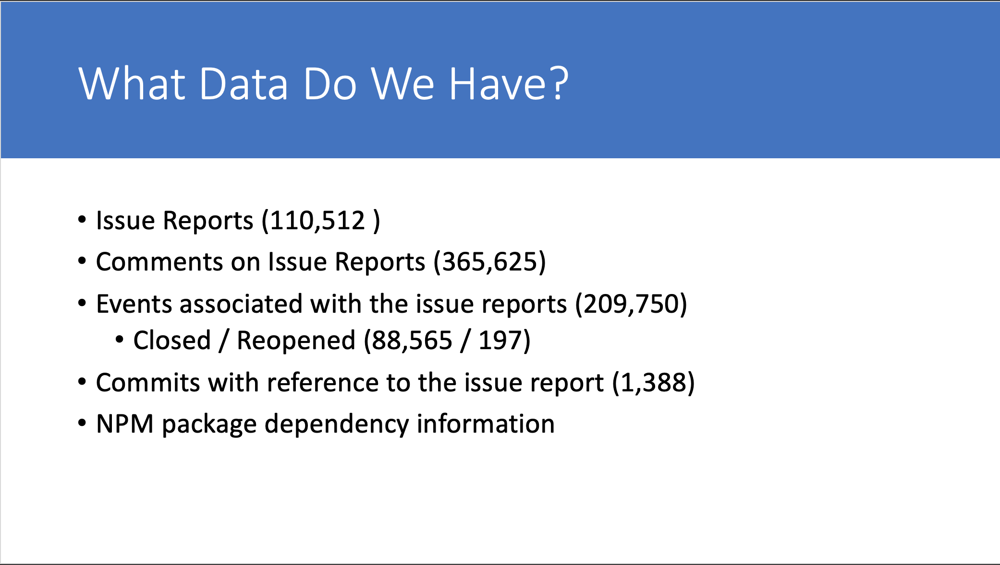 What Data Do We Have?
• Issue Reports (110,512 )
• Comments on Issue Reports (365,625)
• Events associated with the issue reports (209,750)
• Closed / Reopened (88,565 / 197)
• Commits with reference to the issue report (1,388)
• NPM package dependency information